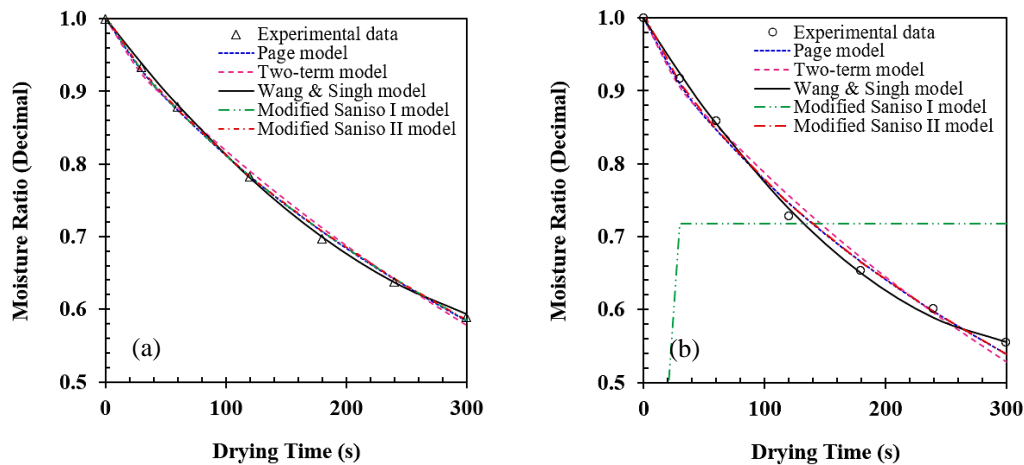 1.0
0.9
0.8
0.7
0.6
0.5
Moisture Ratio (Decimal)
Experimental data
Page model
Two-term model
Wang & Singh model
Modified Saniso I model
Modified Saniso II model
(a)
0
100
200
300
Drying Time (s)
1.0
0.9
0.8
0.7
0.6
0.5
Moisture Ratio (Decimal)
Experimental data
Page model
Two-term model
Wang & Singh model
Modified Saniso I model
Modified Saniso II model
(b)
0
100
200
300
Drying Time (s)